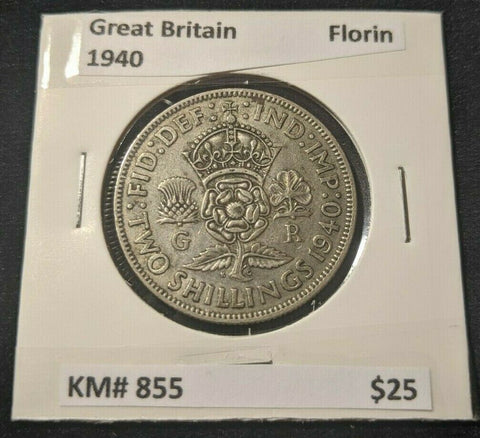 Great Britain Florin
1940
FID:DEF: IND:IMP:
TWO SHILLINGS 1940
G R
KM# 855 $25